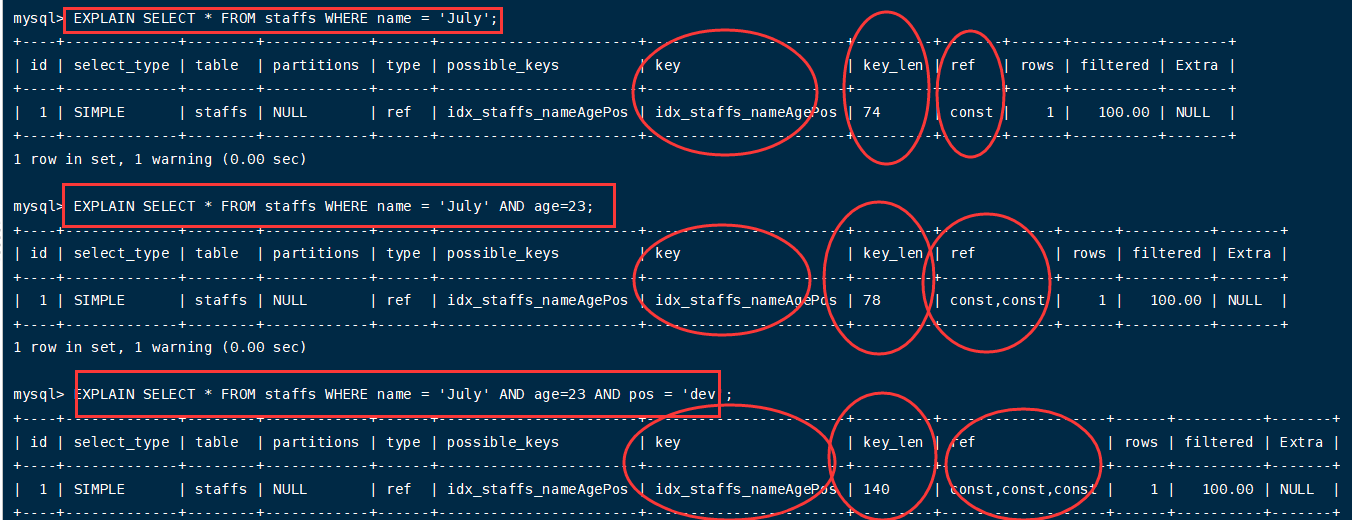 mysql> EXPLAIN SELECT * FROM staffs WHERE name = 'July';
+----+-------------+--------+------------+------+-----------------------+-----------------------+---------+-------+------+----------+-------+
| id | select_type | table  | partitions | type | possible_keys         | key                   | key_len | ref   | rows | filtered | Extra |
+----+-------------+--------+------------+------+-----------------------+-----------------------+---------+-------+------+----------+-------+
|  1 | SIMPLE      | staffs | NULL       | ref  | idx_staffs_nameAgePos | idx_staffs_nameAgePos | 74      | const |    1 |   100.00 | NULL  |
+----+-------------+--------+------------+------+-----------------------+-----------------------+---------+-------+------+----------+-------+
1 row in set, 1 warning (0.00 sec)
mysql> EXPLAIN SELECT * FROM staffs WHERE name = 'July' AND age=23;
+----+-------------+--------+------------+------+-----------------------+-----------------------+---------+-------------+------+----------+-------+
| id | select_type | table  | partitions | type | possible_keys         | key                   | key_len | ref         | rows | filtered | Extra |
+----+-------------+--------+------------+------+-----------------------+-----------------------+---------+-------------+------+----------+-------+
|  1 | SIMPLE      | staffs | NULL       | ref  | idx_staffs_nameAgePos | idx_staffs_nameAgePos | 78      | const,const |    1 |   100.00 | NULL  |
+----+-------------+--------+------------+------+-----------------------+-----------------------+---------+-------------+------+----------+-------+
1 row in set, 1 warning (0.00 sec)
mysql> EXPLAIN SELECT * FROM staffs WHERE name = 'July' AND age=23 AND pos = 'dev ;
+----+-------------+--------+------------+------+-----------------------+-----------------------+---------+-------------------+------+----------+-------+
| id | select_type | table  | partitions | type | possible_keys         | key                   | key_len | ref               | rows | filtered | Extra |
+----+-------------+--------+------------+------+-----------------------+-----------------------+---------+-------------------+------+----------+-------+
|  1 | SIMPLE      | staffs | NULL       | ref  | idx_staffs_nameAgePos | idx_staffs_nameAgePos | 140     | const,const,const |    1 |   100.00 | NULL  |
+----+-------------+--------+------------+------+-----------------------+-----------------------+---------+-------------------+------+----------+-------+